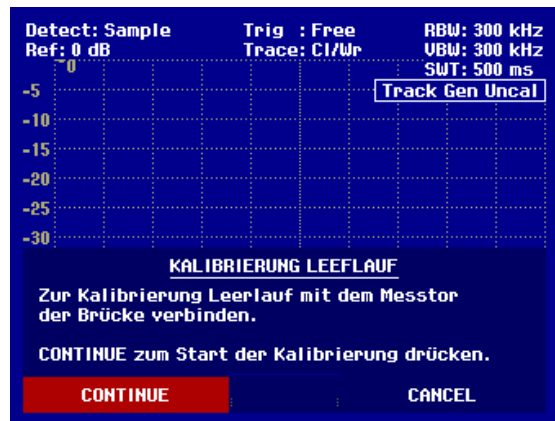 Detect: Sample Trig : Free RBW: 300 kHz
Ref: 0 dB Trace: Cl/Wr VBW: 300 kHz
0 SWT: 500 ms
-5 Track Gen Uncal
-10
-15
-20
-25
-30
KALIBRIERUNG LEEFLAUF
Zur Kalibrierung Leerlauf mit dem Messtor
der Brücke verbinden.
CONTINUE zum Start der Kalibrierung drücken.
CONTINUE CANCEL